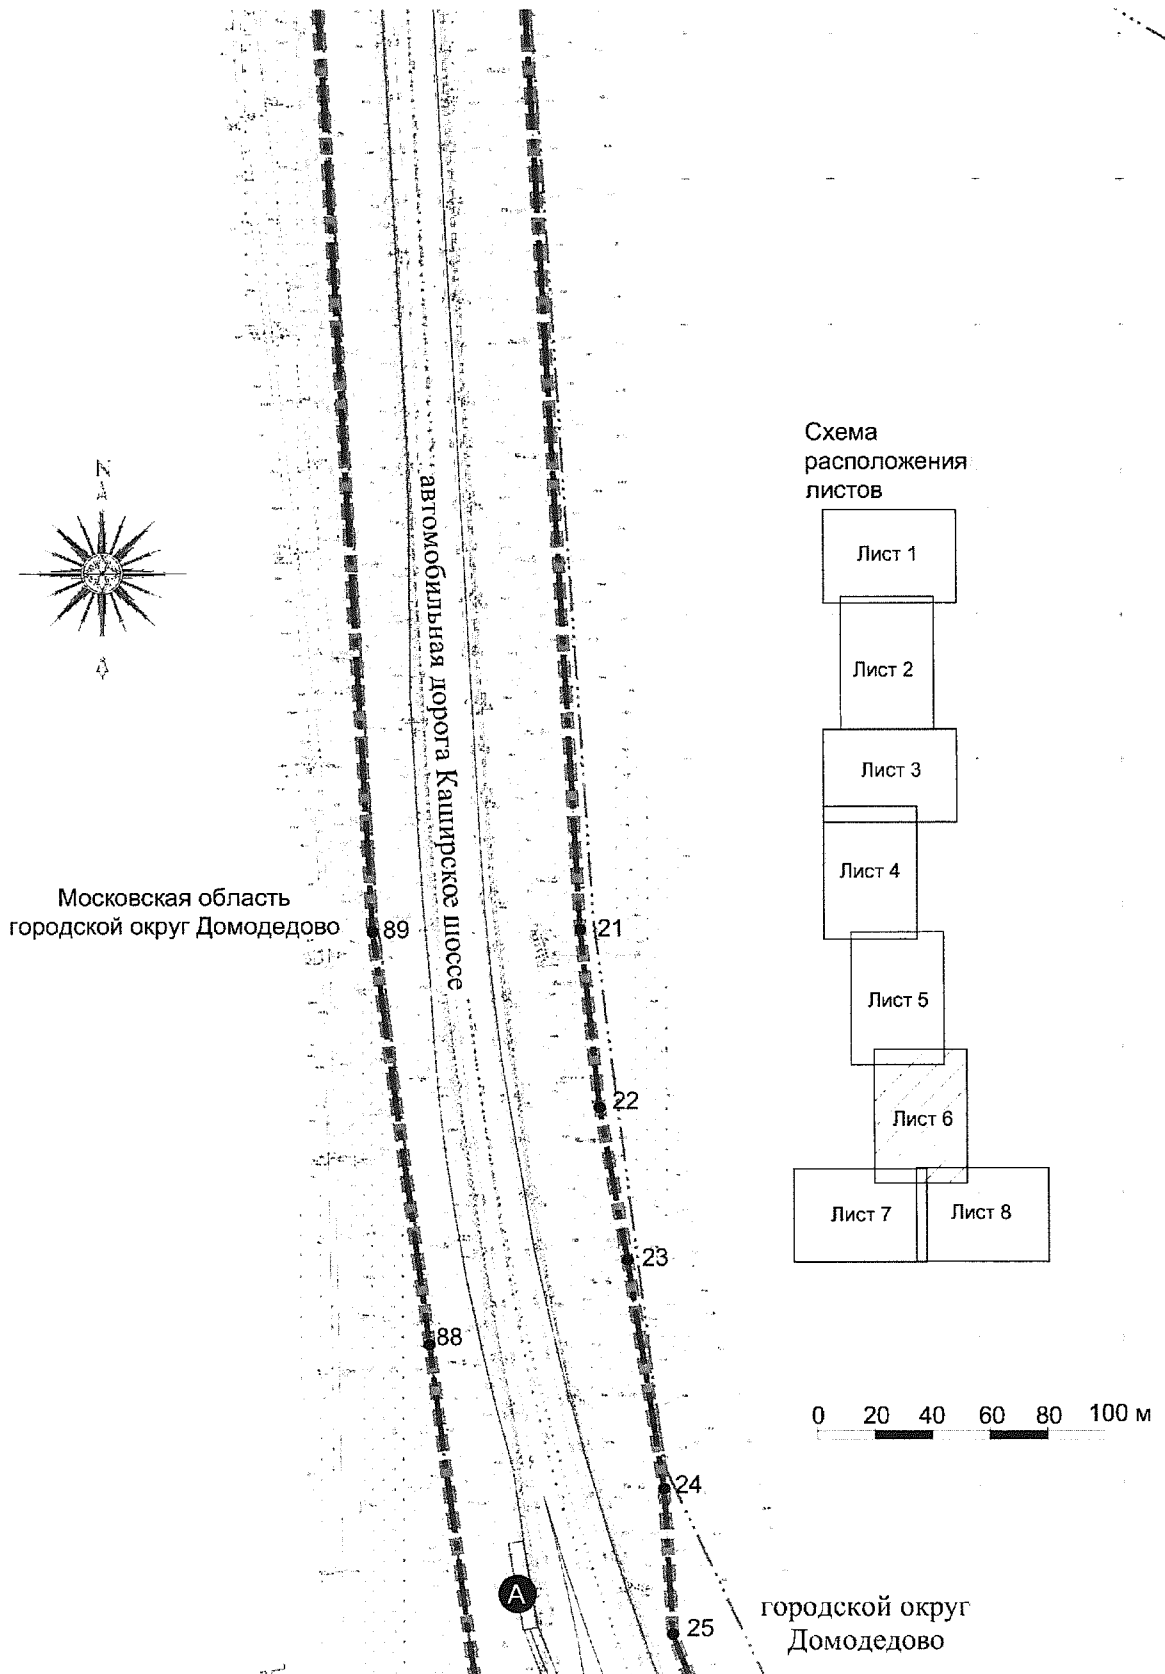 Схема
расположения
листов
N
Лист 1
Лист 2
Лист 3
Лист 4
Лист 5
Лист 6
Лист 7
Лист 8
автомобильная дорога Каширское шоссе
Московская область
городской округ Домодедово
89
21
22
23
88
24
25
0 20 40 60 80 100 м
А
городской округ
Домодедово